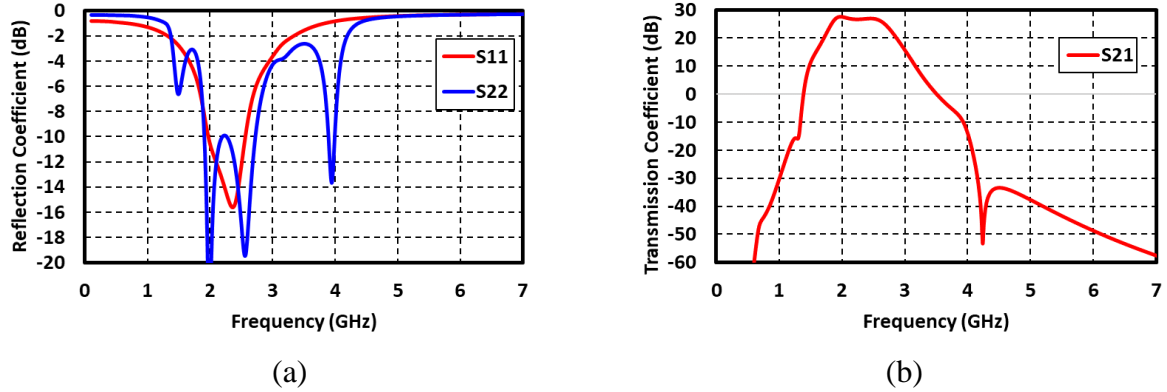 Reflection Coefficient (dB)
0
-2
-4
-6
-8
-10
-12
-14
-16
-18
-20
S11
S22
0 1 2 3 4 5 6 7
Frequency (GHz)
(a)
Transmission Coefficient (dB)
30
20
10
0
-10
-20
-30
-40
-50
-60
S21
0 1 2 3 4 5 6 7
Frequency (GHz)
(b)